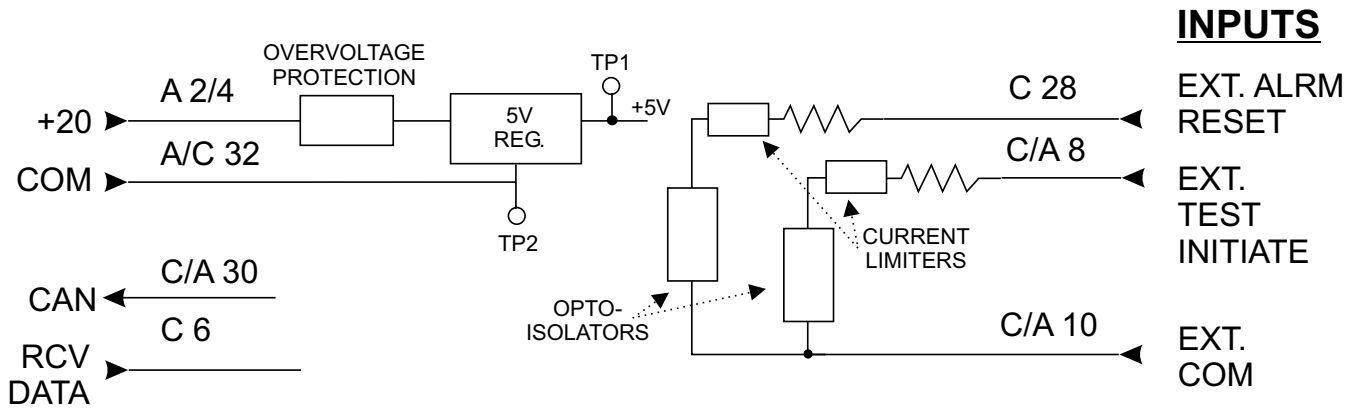 INPUTS
OVERVOLTAGE
PROTECTION
TP1
A 2/4
+20
5V
REG.
+5V
C 28
EXT. ALRM
RESET
A/C 32
COM
C/A 8
EXT.
TEST
INITIATE
TP2
CURRENT
LIMITERS
C/A 30
CAN
OPTO-
ISOLATORS
C/A 10
EXT.
COM
C 6
RCV
DATA